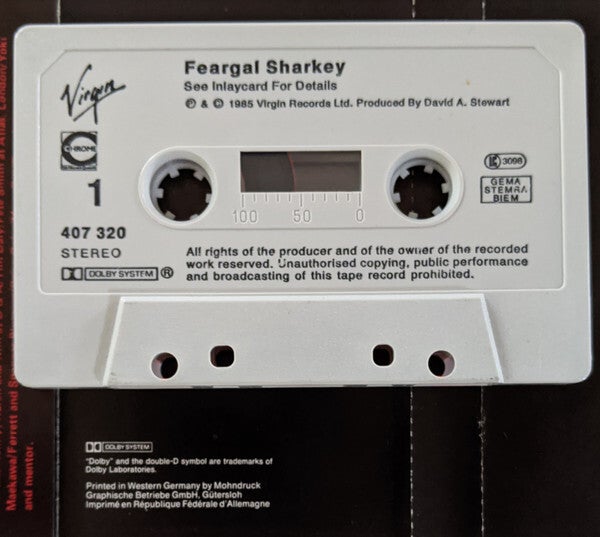 Virgin
Feargal Sharkey
See Inlaycard For Details
℗ & © 1985 Virgin Records Ltd. Produced By David A. Stewart
CHROME
1
LC 3098
GEMA
STEMRA
BIEM
100 50 0
407 320
STEREO
DOLBY SYSTEM ®
All rights of the producer and of the owner of the recorded
work reserved. Unauthorised copying, public performance
and broadcasting of this tape record prohibited.
Maekawa/Ferrett and
and mentor.
DOLBY SYSTEM
"Dolby" and the double-D symbol are trademarks of
Dolby Laboratories.
Printed in Western Germany by Mohndruck
Graphische Betriebe GmbH, Gütersloh
Imprimé en République Fédérale d'Allemagne